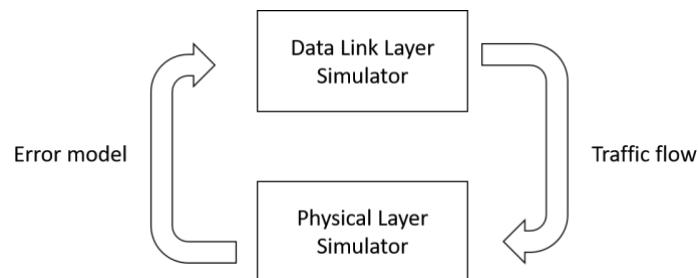 Data Link Layer
Simulator
Error model
Traffic flow
Physical Layer
Simulator